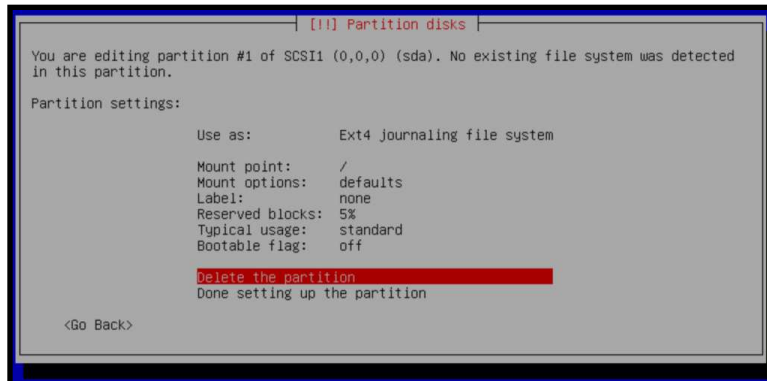 [!!] Partition disks
You are editing partition #1 of SCSI1 (0,0,0) (sda). No existing file system was detected
in this partition.
Partition settings:
Use as: Ext4 journaling file system
Mount point: /
Mount options: defaults
Label: none
Reserved blocks: 5%
Typical usage: standard
Bootable flag: off
Delete the partition
Done setting up the partition
<Go Back>